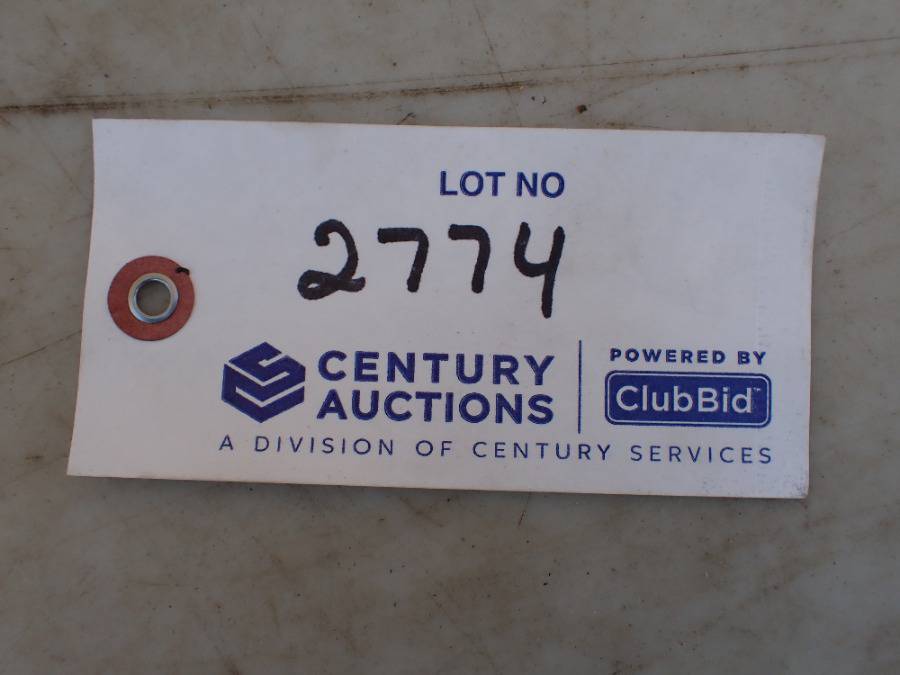 LOT NO
2774
CENTURY
AUCTIONS
POWERED BY
ClubBid™
A DIVISION OF CENTURY SERVICES